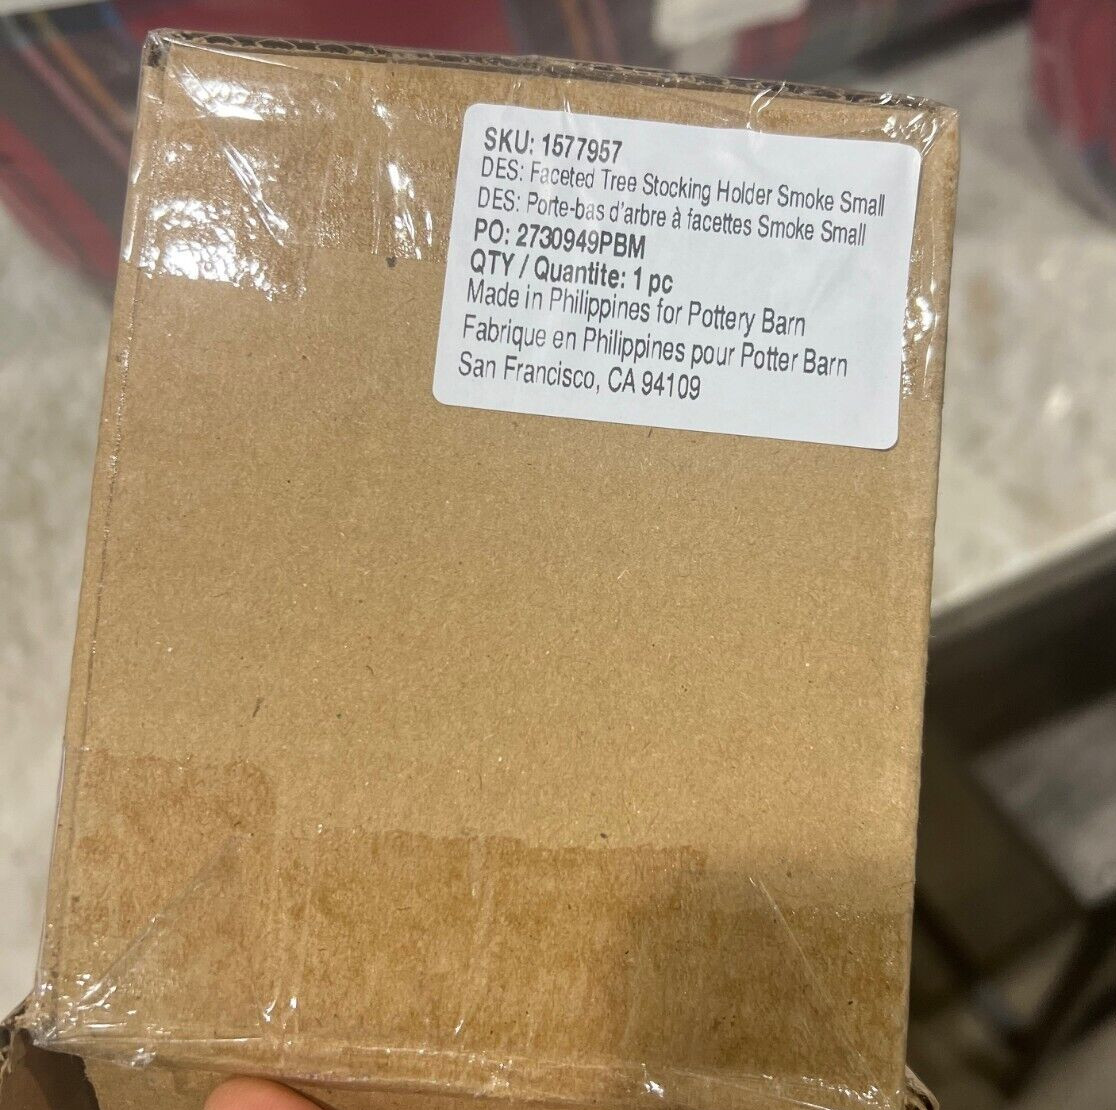 SKU: 1577957
DES: Faceted Tree Stocking Holder Smoke Small
DES: Porte-bas d'arbre à facettes Smoke Small
PO: 2730949PBM
QTY / Quantite: 1 pc
Made in Philippines for Pottery Barn
Fabrique en Philippines pour Potter Barn
San Francisco, CA 94109